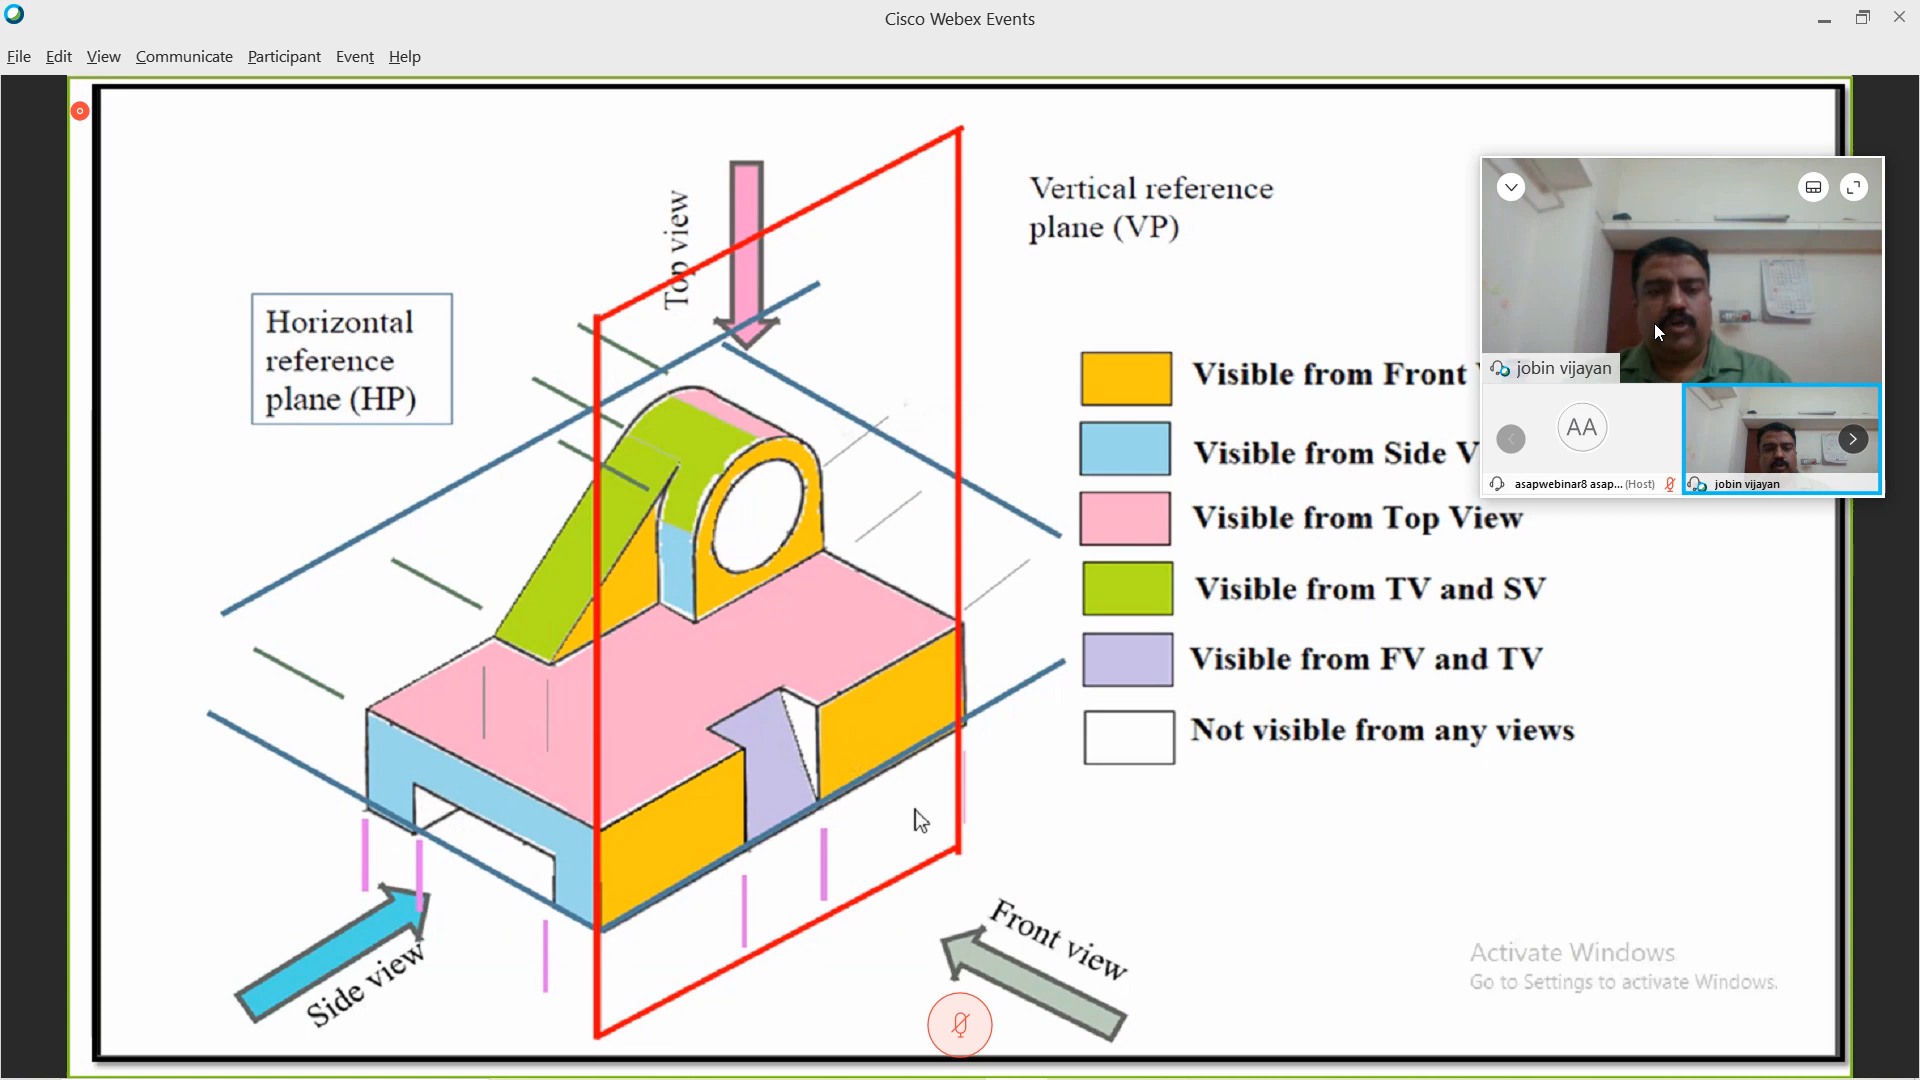 Cisco Webex Events
File Edit View Communicate Participant Event Help
Top view
Vertical reference
plane (VP)
Horizontal
reference
plane (HP)
Visible from Front
Visible from Side V
Visible from Top View
Visible from TV and SV
Visible from FV and TV
Not visible from any views
jobin vijayan
AA
asapwebinar8 asap... (Host)
jobin vijayan
Side view
Front view
Activate Windows
Go to Settings to activate Windows.